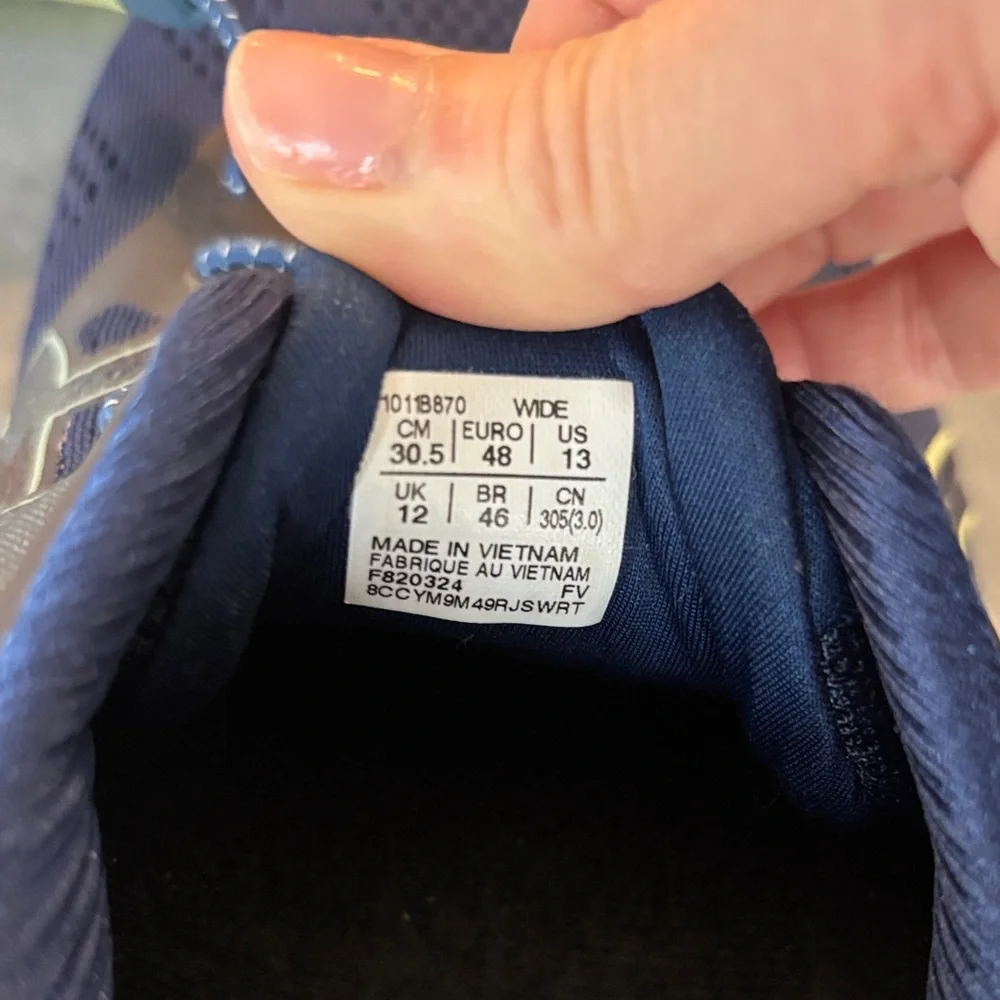 1011B870 WIDE
CM | EURO | US
30.5 | 48 | 13
UK | BR | CN
12 | 46 | 305(3.0)
MADE IN VIETNAM
FABRIQUE AU VIETNAM
F820324 FV
8CCYM9M49RJSWRT